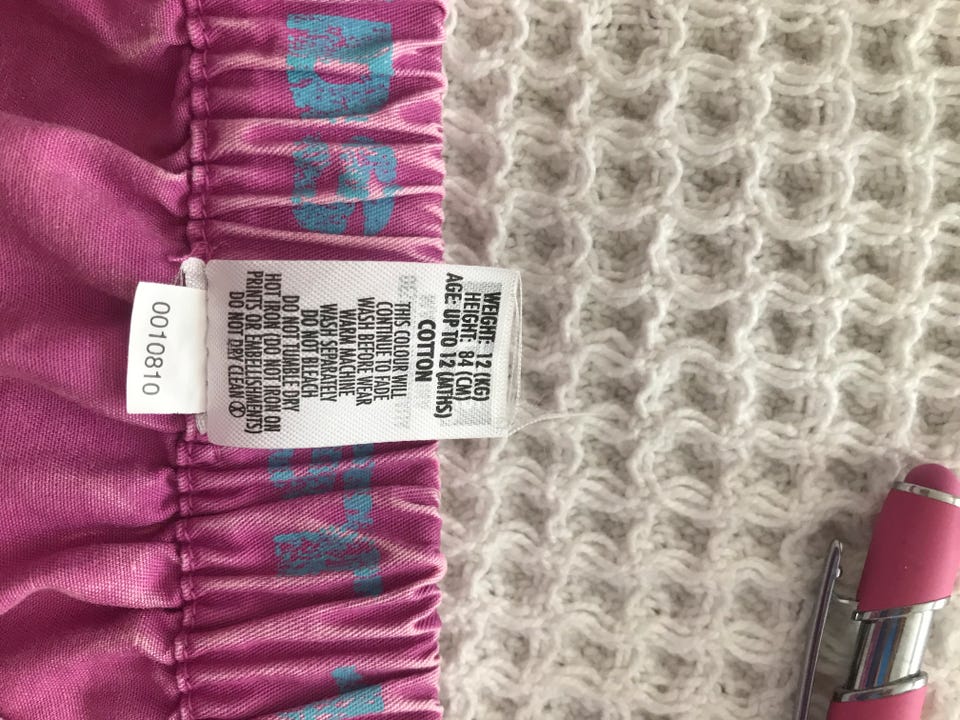 WEIGHT: 12 (KG)
HEIGHT: 84 (CM)
AGE: UP TO 12 (MTHS)
COTTON
THIS COLOUR WILL
CONTINUE TO FADE
WASH BEFORE WEAR
WARM MACHINE
WASH SEPARATELY
DO NOT BLEACH
DO NOT TUMBLE DRY
HOT IRON (DO NOT IRON ON
PRINTS OR EMBELLISHMENTS)
DO NOT DRY CLEAN
0010810